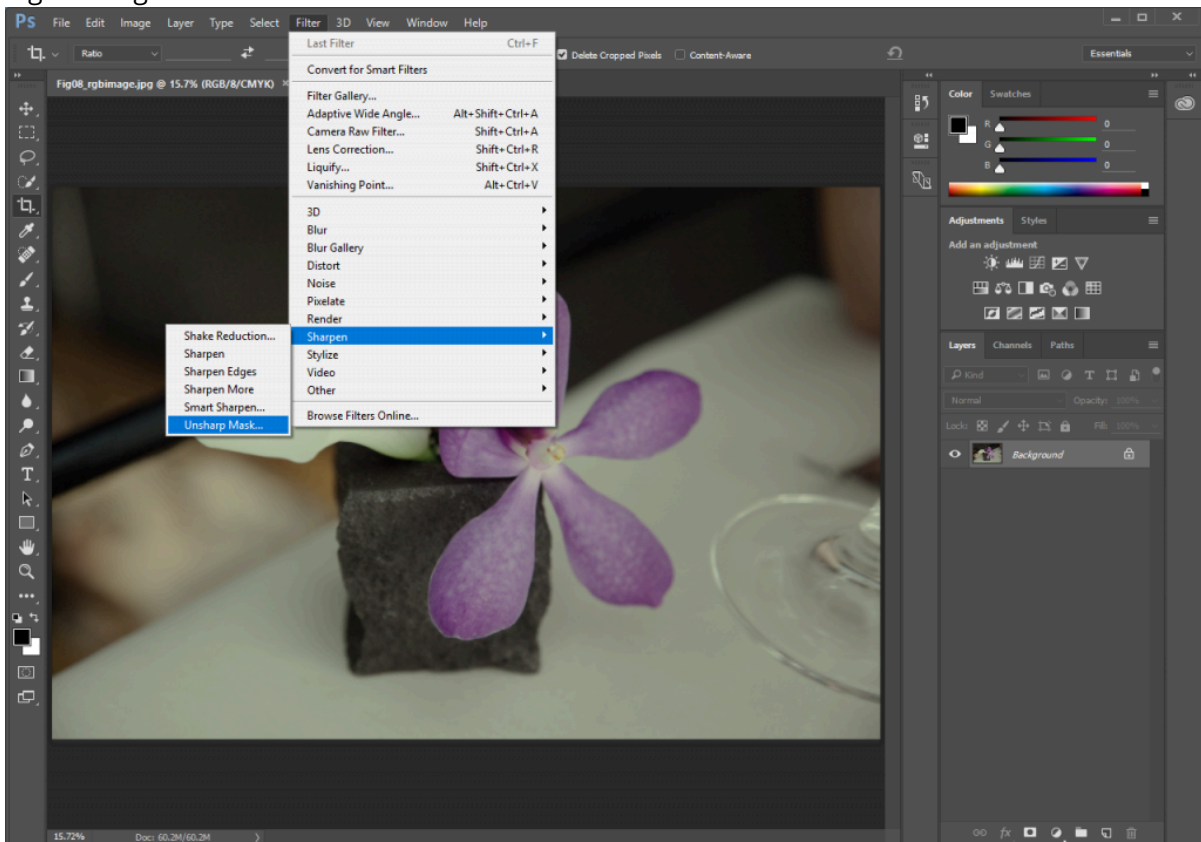 Ps File Edit Image Layer Type Select Filter 3D View Window Help
Ratio
Delete Cropped Pixels Content-Aware
Essentials
Fig08_rgbimage.jpg @ 15.7% (RGB/8/CMYK) ×
Last Filter Ctrl+F
Convert for Smart Filters
Filter Gallery...
Adaptive Wide Angle... Alt+Shift+Ctrl+A
Camera Raw Filter... Shift+Ctrl+A
Lens Correction... Shift+Ctrl+R
Liquify... Shift+Ctrl+X
Vanishing Point... Alt+Ctrl+V
3D
Blur
Blur Gallery
Distort
Noise
Pixelate
Render
Sharpen
Stylize
Video
Other
Browse Filters Online...
Shake Reduction...
Sharpen
Sharpen Edges
Sharpen More
Smart Sharpen...
Unsharp Mask...
Color Swatches
R 0
G 0
B 0
Adjustments Styles
Add an adjustment
Layers Channels Paths
Kind
Normal Opacity: 100%
Lock: Fill: 100%
Background
fx
15.72% Doc: 60.2M/60.2M